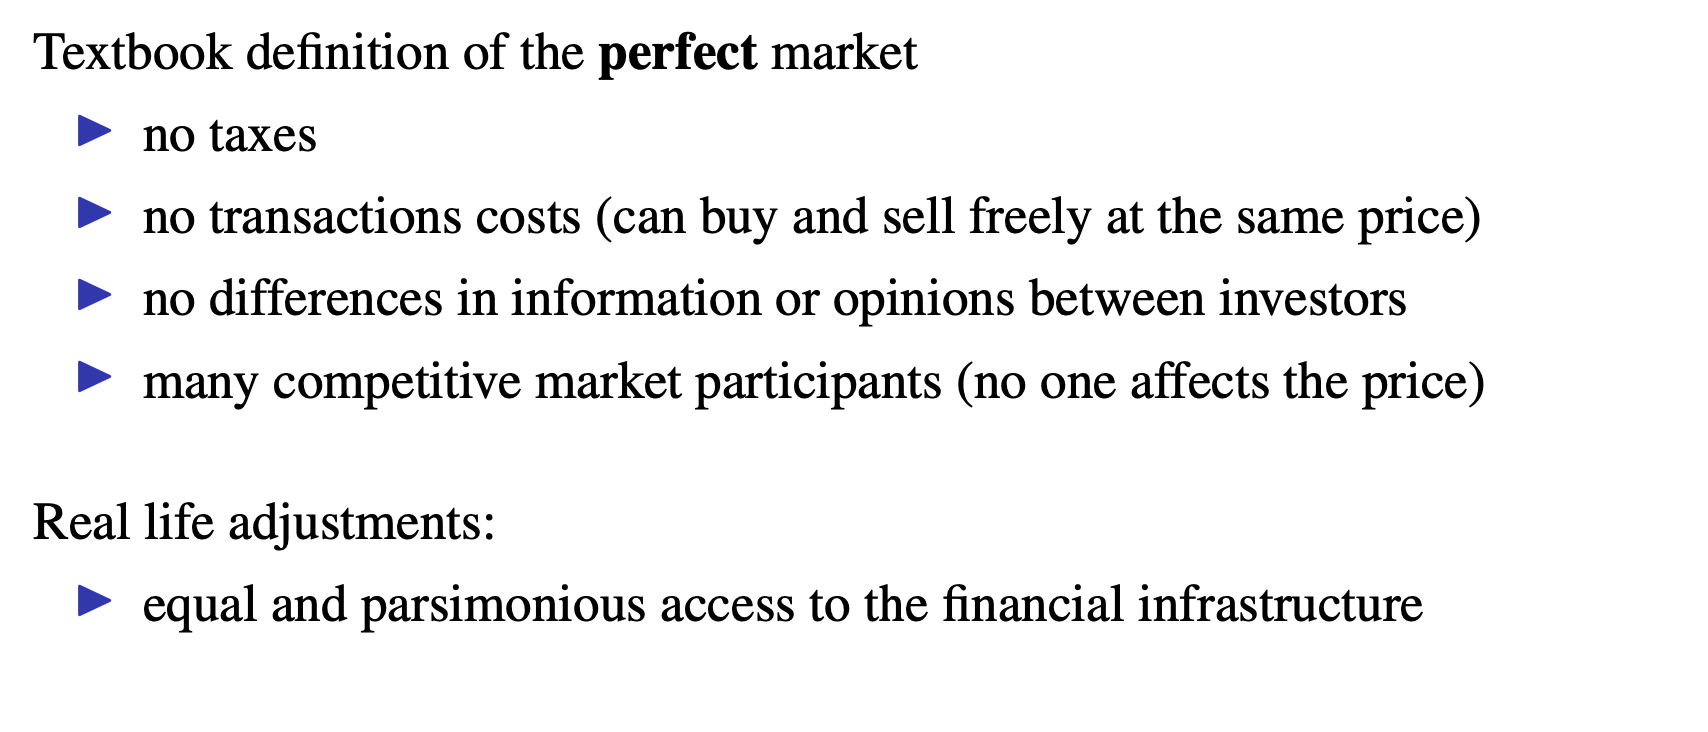 Textbook definition of the perfect market
▶ no taxes
▶ no transactions costs (can buy and sell freely at the same price)
▶ no differences in information or opinions between investors
▶ many competitive market participants (no one affects the price)
Real life adjustments:
▶ equal and parsimonious access to the financial infrastructure